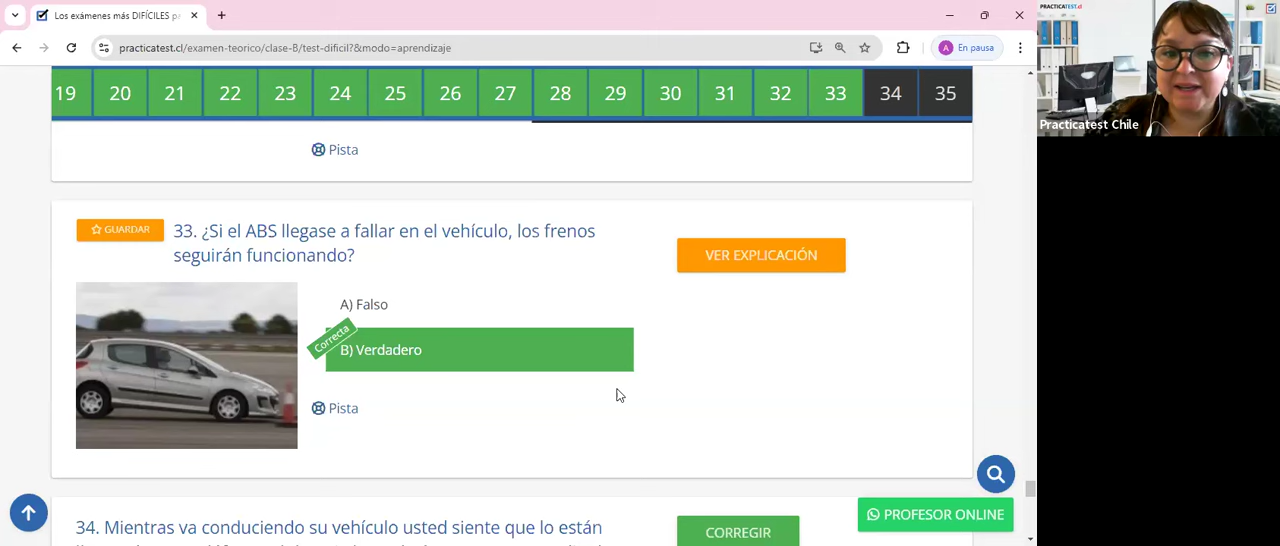 Los exámenes más DIFÍCILES pa
practicatest.cl/examen-teorico/clase-B/test-dificil?&modo=aprendizaje
A
En pausa
PRACTICATEST.cl
Practicatest Chile
19 20 21 22 23 24 25 26 27 28 29 30 31 32 33 34 35
Pista
GUARDAR
33. ¿Si el ABS llegase a fallar en el vehículo, los frenos
seguirán funcionando?
VER EXPLICACIÓN
A) Falso
Correcta
B) Verdadero
Pista
34. Mientras va conduciendo su vehículo usted siente que lo están
CORREGIR
PROFESOR ONLINE